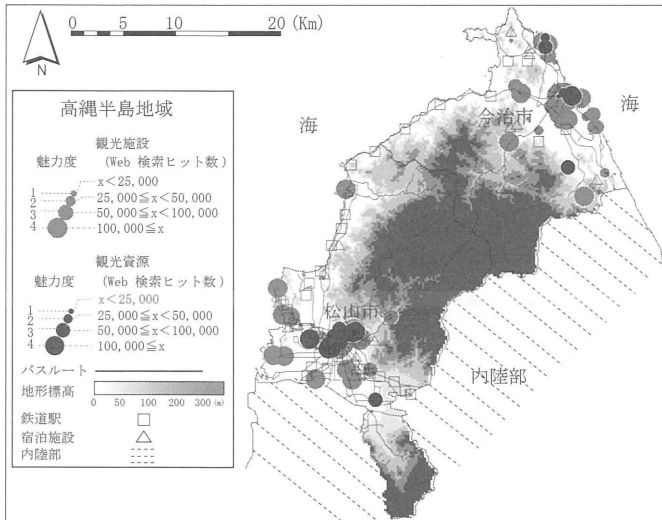 0 5 10 20 (Km)
N
海
海
今治市
松山市
内陸部
高縄半島地域
観光施設
魅力度 (Web 検索ヒット数)
1 x<25,000
2 25,000≦x<50,000
3 50,000≦x<100,000
4 100,000≦x
観光資源
魅力度 (Web 検索ヒット数)
1 x<25,000
2 25,000≦x<50,000
3 50,000≦x<100,000
4 100,000≦x
バスルート
地形標高
0 50 100 200 300(m)
鉄道駅
宿泊施設
内陸部